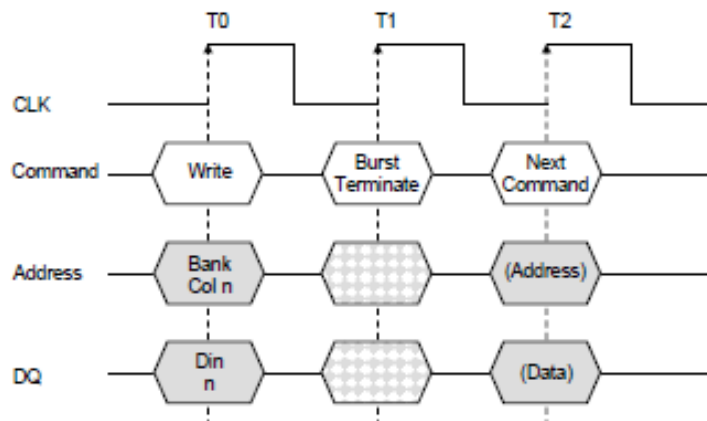 T0 T1 T2
CLK
Command Write Burst Terminate Next Command
Address Bank Col n (Address)
DQ Din n (Data)